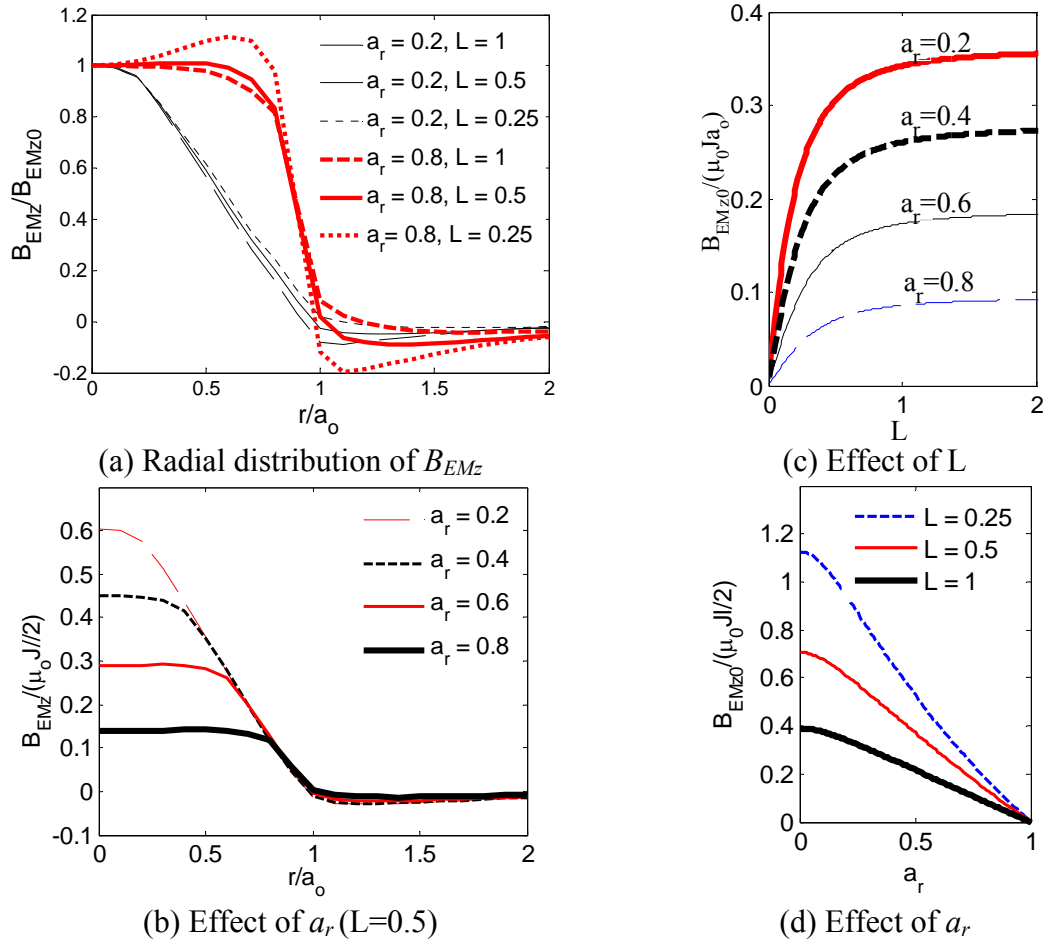 1.2
1
0.8
0.6
0.4
0.2
0
-0.2
B_EMz/B_EMz0
0
0.5
1
1.5
2
r/a_o
a_r = 0.2, L = 1
a_r = 0.2, L = 0.5
a_r = 0.2, L = 0.25
a_r = 0.8, L = 1
a_r = 0.8, L = 0.5
a_r= 0.8, L = 0.25
(a) Radial distribution of B_EMz
0.4
0.3
0.2
0.1
0
B_EMz0/(μ_0Ja_o)
a_r=0.2
a_r=0.4
a_r=0.6
a_r=0.8
0
1
2
L
(c) Effect of L
0.6
0.5
0.4
0.3
0.2
0.1
0
-0.1
B_EMz/(μ_oJl/2)
a_r = 0.2
a_r = 0.4
a_r = 0.6
a_r = 0.8
0
0.5
1
1.5
2
r/a_o
(b) Effect of a_r (L=0.5)
1.2
1
0.8
0.6
0.4
0.2
0
B_EMz0/(μ_0Jl/2)
L = 0.25
L = 0.5
L = 1
0
0.5
1
a_r
(d) Effect of a_r